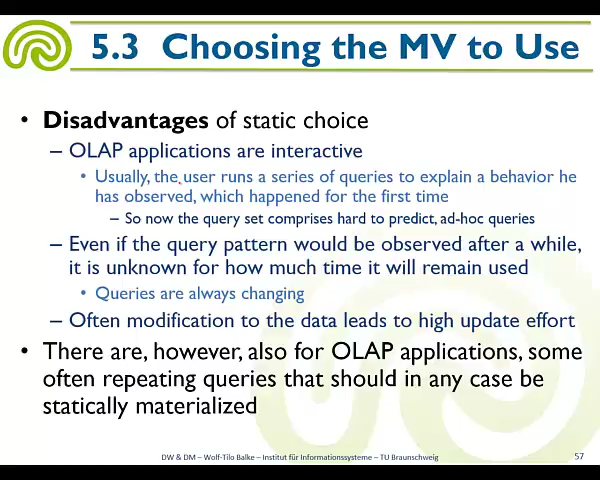 5.3 Choosing the MV to Use
• Disadvantages of static choice
– OLAP applications are interactive
• Usually, the user runs a series of queries to explain a behavior he
has observed, which happened for the first time
– So now the query set comprises hard to predict, ad-hoc queries
– Even if the query pattern would be observed after a while,
it is unknown for how much time it will remain used
• Queries are always changing
– Often modification to the data leads to high update effort
• There are, however, also for OLAP applications, some
often repeating queries that should in any case be
statically materialized
DW & DM – Wolf-Tilo Balke – Institut für Informationssysteme – TU Braunschweig
57